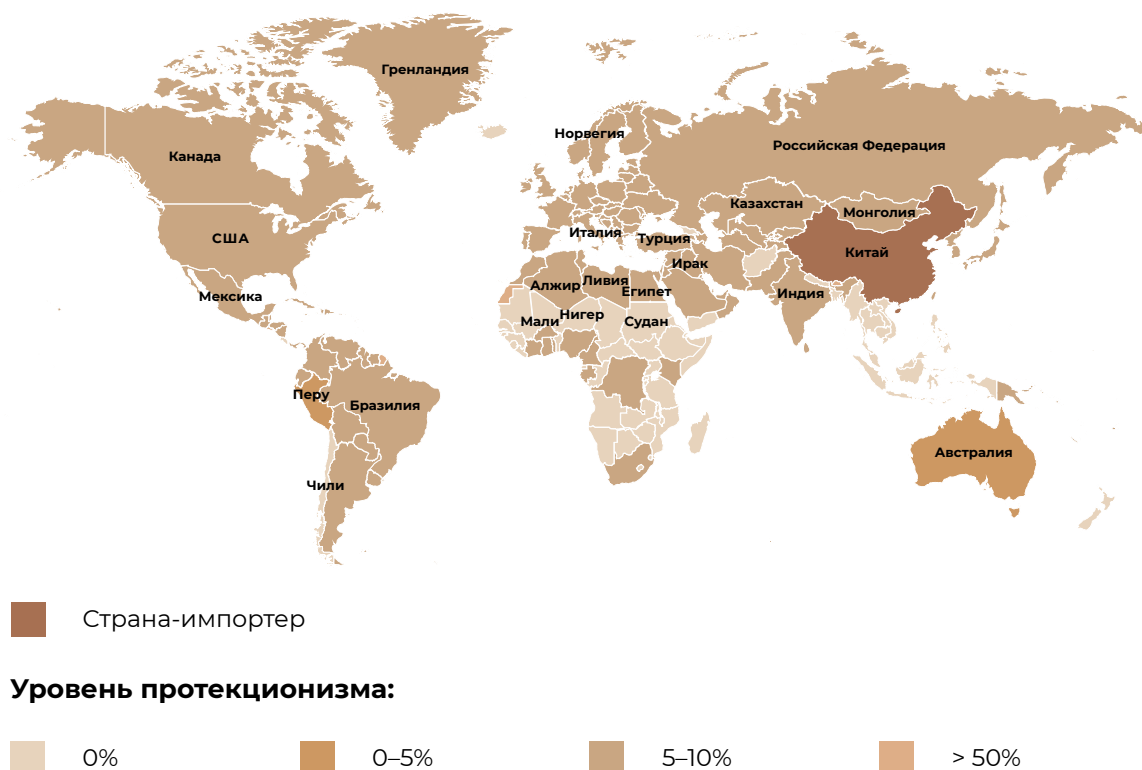 Гренландия
Норвегия
Канада
Российская Федерация
Казахстан
Монголия
США
Италия
Турция
Китай
Ирак
Алжир
Ливия
Египет
Индия
Мексика
Мали
Нигер
Судан
Перу
Бразилия
Австралия
Чили
Страна-импортер
Уровень протекционизма:
0%
0–5%
5–10%
> 50%